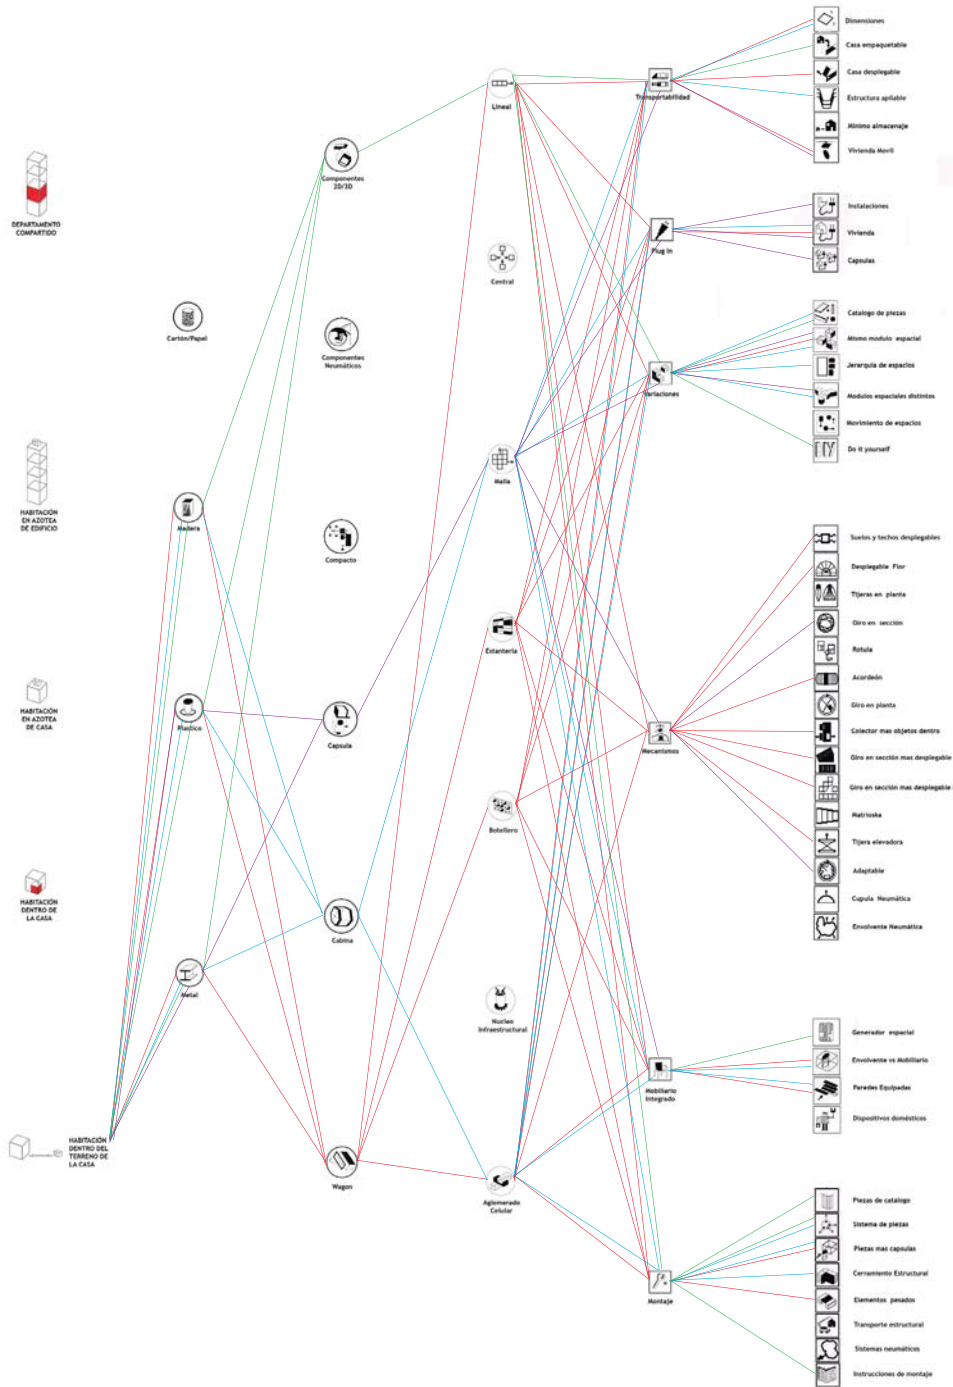 DEPARTAMENTO
COMPARTIDO
HABITACIÓN
EN AZOTEA
DE EDIFICIO
HABITACIÓN
EN AZOTEA
DE CASA
HABITACIÓN
DENTRO DE
LA CASA
HABITACIÓN
DENTRO DEL
TERRENO DE
LA CASA
Cartón/Papel
Madera
Plastico
Metal
Componentes
2D/3D
Componentes
Neumáticos
Compacto
Capsula
Cabina
Wagon
Lineal
Central
Malla
Estantería
Botellero
Nucleo
Infraestructural
Aglomerado
Celular
Transportabilidad
Plug In
Variaciones
Mecanismos
Mobiliario
Integrado
Montaje
Dimensiones
Casa empaquetable
Casa desplegable
Estructura apilable
Minimo almacenaje
Vivienda Movil
Instalaciones
Vivienda
Capsulas
Catalogo de piezas
Mismo modulo espacial
Jerarquia de espacios
Modulos espaciales distintos
Movimiento de espacios
DIY
Do it yourself
Suelos y techos desplegables
Desplegable Flor
Tijeras en planta
Giro en sección
Rotula
Acordeón
Giro en planta
Colector mas objetos dentro
Giro en sección mas desplegable
Giro en sección mas desplegable
Matrioska
Tijera elevadora
Adaptable
Cupula Neumática
Envolvente Neumática
Generador espacial
Envolvente vs Mobiliario
Paredes Equipadas
Dispositivos domésticos
Piezas de catálogo
Sistema de piezas
Piezas mas capsulas
Cerramiento Estructural
Elementos pesados
Transporte estructural
Sistemas neumáticos
Instrucciones de montaje